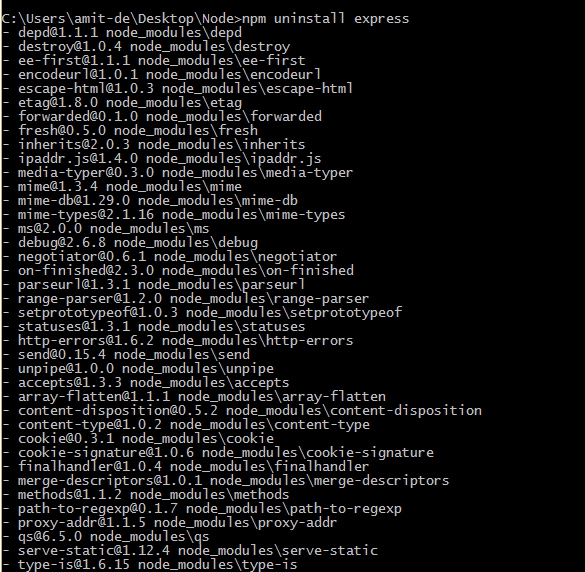 C:\Users\amit-de\Desktop\Node>npm uninstall express
- depd@1.1.1 node_modules\depd
- destroy@1.0.4 node_modules\destroy
- ee-first@1.1.1 node_modules\ee-first
- encodeurl@1.0.1 node_modules\encodeurl
- escape-html@1.0.3 node_modules\escape-html
- etag@1.8.0 node_modules\etag
- forwarded@0.1.0 node_modules\forwarded
- fresh@0.5.0 node_modules\fresh
- inherits@2.0.3 node_modules\inherits
- ipaddr.js@1.4.0 node_modules\ipaddr.js
- media-typer@0.3.0 node_modules\media-typer
- mime@1.3.4 node_modules\mime
- mime-db@1.29.0 node_modules\mime-db
- mime-types@2.1.16 node_modules\mime-types
- ms@2.0.0 node_modules\ms
- debug@2.6.8 node_modules\debug
- negotiator@0.6.1 node_modules\negotiator
- on-finished@2.3.0 node_modules\on-finished
- parseurl@1.3.1 node_modules\parseurl
- range-parser@1.2.0 node_modules\range-parser
- setprototypeof@1.0.3 node_modules\setprototypeof
- statuses@1.3.1 node_modules\statuses
- http-errors@1.6.2 node_modules\http-errors
- send@0.15.4 node_modules\send
- unpipe@1.0.0 node_modules\unpipe
- accepts@1.3.3 node_modules\accepts
- array-flatten@1.1.1 node_modules\array-flatten
- content-disposition@0.5.2 node_modules\content-disposition
- content-type@1.0.2 node_modules\content-type
- cookie@0.3.1 node_modules\cookie
- cookie-signature@1.0.6 node_modules\cookie-signature
- finalhandler@1.0.4 node_modules\finalhandler
- merge-descriptors@1.0.1 node_modules\merge-descriptors
- methods@1.1.2 node_modules\methods
- path-to-regexp@0.1.7 node_modules\path-to-regexp
- proxy-addr@1.1.5 node_modules\proxy-addr
- qs@6.5.0 node_modules\qs
- serve-static@1.12.4 node_modules\serve-static
- type-is@1.6.15 node_modules\type-is